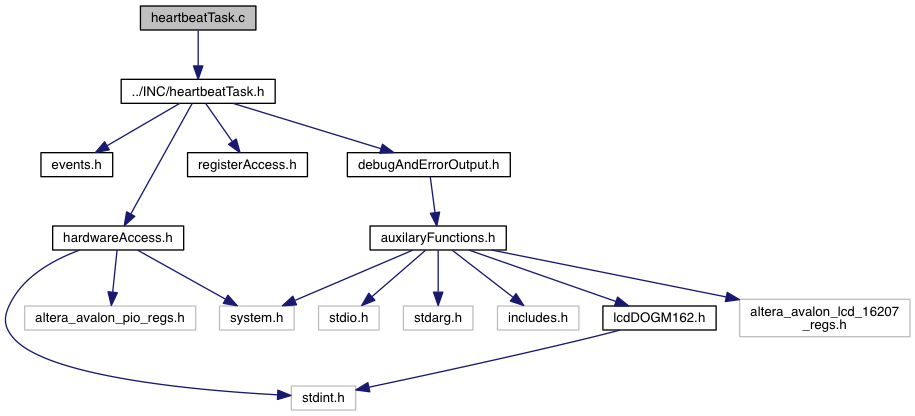 heartbeatTask.c
../INC/heartbeatTask.h
events.h
registerAccess.h
debugAndErrorOutput.h
hardwareAccess.h
auxilaryFunctions.h
altera_avalon_pio_regs.h
system.h
stdio.h
stdarg.h
includes.h
lcdDOGM162.h
altera_avalon_lcd_16207
_regs.h
stdint.h